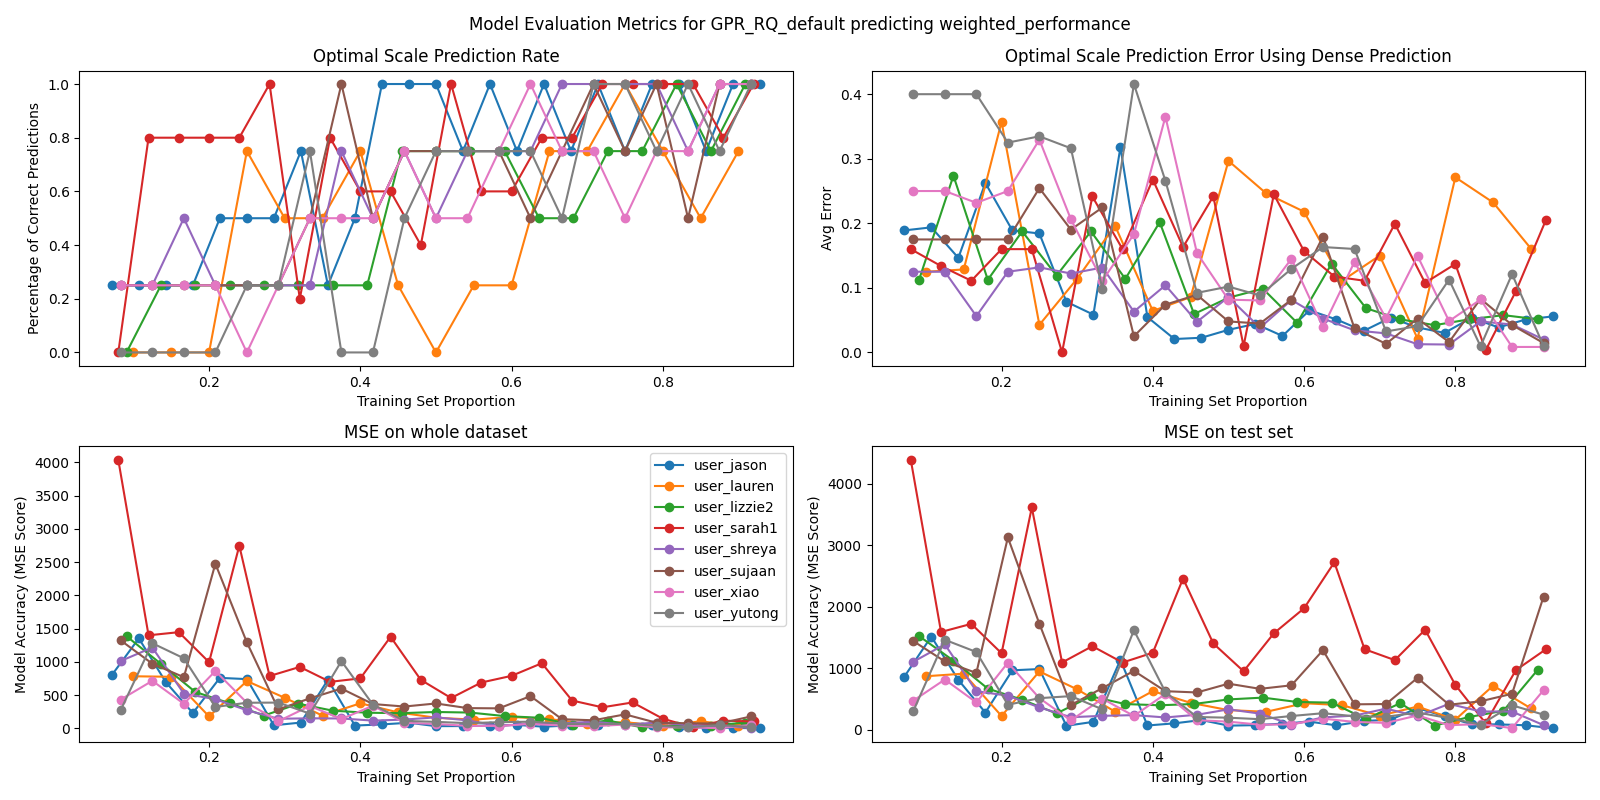 Model Evaluation Metrics for GPR_RQ_default predicting weighted_performance
Optimal Scale Prediction Rate
Percentage of Correct Predictions
1.0
0.8
0.6
0.4
0.2
0.0
0.2 0.4 0.6 0.8
Training Set Proportion
Optimal Scale Prediction Error Using Dense Prediction
Avg Error
0.4
0.3
0.2
0.1
0.0
0.2 0.4 0.6 0.8
Training Set Proportion
MSE on whole dataset
Model Accuracy (MSE Score)
4000
3500
3000
2500
2000
1500
1000
500
0
user_jason
user_lauren
user_lizzie2
user_sarah1
user_shreya
user_sujaan
user_xiao
user_yutong
0.2 0.4 0.6 0.8
Training Set Proportion
MSE on test set
Model Accuracy (MSE Score)
4000
3000
2000
1000
0
0.2 0.4 0.6 0.8
Training Set Proportion